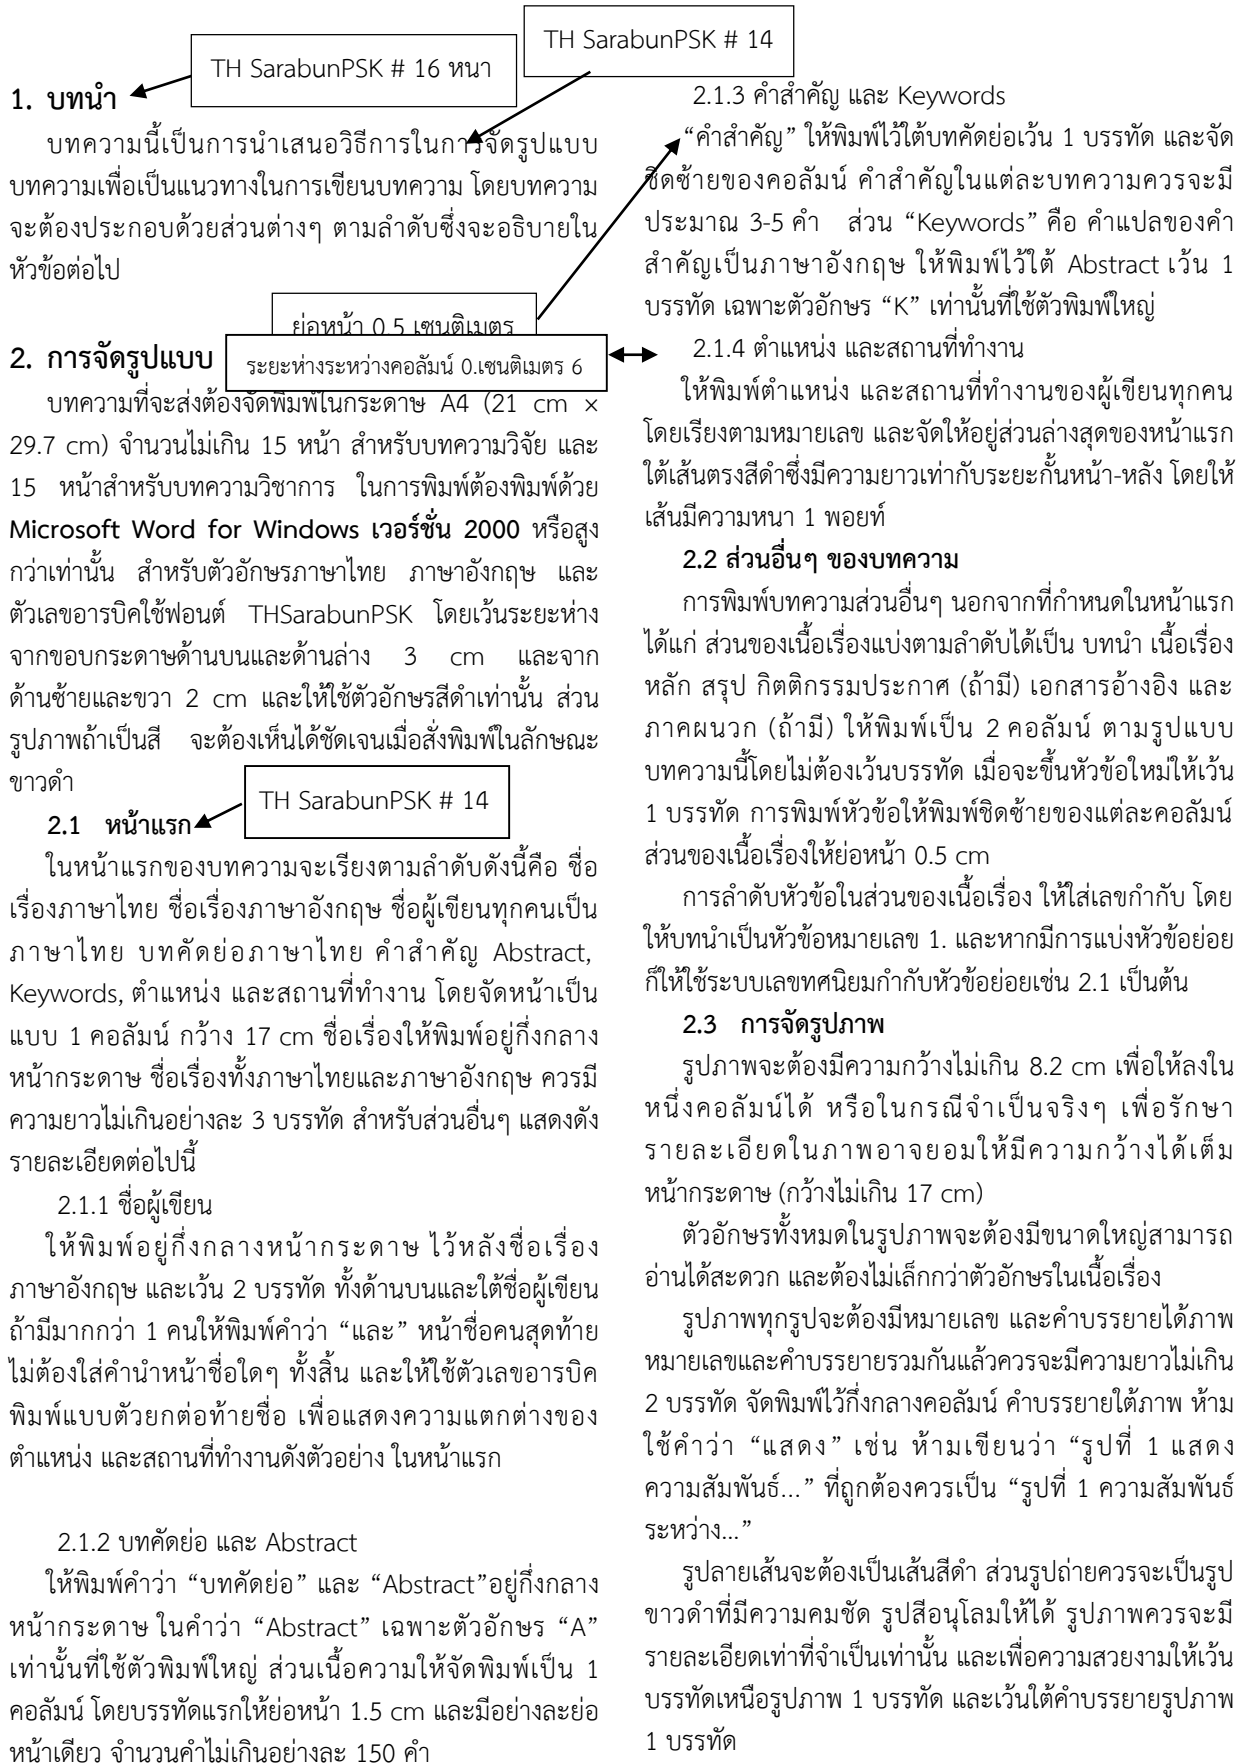 TH SarabunPSK # 14
TH SarabunPSK # 16 หนา
1. บทนำ
บทความนี้เป็นการนำเสนอวิธีการในการจัดรูปแบบ
บทความเพื่อเป็นแนวทางในการเขียนบทความ โดยบทความ
จะต้องประกอบด้วยส่วนต่างๆ ตามลำดับซึ่งจะอธิบายใน
หัวข้อต่อไป
ย่อหน้า 0.5 เซนติเมตร
ระยะห่างระหว่างคอลัมน์ 0.เซนติเมตร 6
2. การจัดรูปแบบ
บทความที่จะส่งต้องจัดพิมพ์ในกระดาษ A4 (21 cm ×
29.7 cm) จำนวนไม่เกิน 15 หน้า สำหรับบทความวิจัย และ
15 หน้าสำหรับบทความวิชาการ ในการพิมพ์ต้องพิมพ์ด้วย
Microsoft Word for Windows เวอร์ชั่น 2000 หรือสูง
กว่าเท่านั้น สำหรับตัวอักษรภาษาไทย ภาษาอังกฤษ และ
ตัวเลขอารบิคใช้ฟอนต์ THSarabunPSK โดยเว้นระยะห่าง
จากขอบกระดาษด้านบนและด้านล่าง 3 cm และจาก
ด้านซ้ายและขวา 2 cm และให้ใช้ตัวอักษรสีดำเท่านั้น ส่วน
รูปภาพถ้าเป็นสี จะต้องเห็นได้ชัดเจนเมื่อสั่งพิมพ์ในลักษณะ
ขาวดำ
TH SarabunPSK # 14
2.1 หน้าแรก
ในหน้าแรกของบทความจะเรียงตามลำดับดังนี้คือ ชื่อ
เรื่องภาษาไทย ชื่อเรื่องภาษาอังกฤษ ชื่อผู้เขียนทุกคนเป็น
ภาษาไทย บทคัดย่อภาษาไทย คำสำคัญ Abstract,
Keywords, ตำแหน่ง และสถานที่ทำงาน โดยจัดหน้าเป็น
แบบ 1 คอลัมน์ กว้าง 17 cm ชื่อเรื่องให้พิมพ์อยู่กึ่งกลาง
หน้ากระดาษ ชื่อเรื่องทั้งภาษาไทยและภาษาอังกฤษ ควรมี
ความยาวไม่เกินอย่างละ 3 บรรทัด สำหรับส่วนอื่นๆ แสดงดัง
รายละเอียดต่อไปนี้
2.1.1 ชื่อผู้เขียน
ให้พิมพ์อยู่กึ่งกลางหน้ากระดาษ ไว้หลังชื่อเรื่อง
ภาษาอังกฤษ และเว้น 2 บรรทัด ทั้งด้านบนและใต้ชื่อผู้เขียน
ถ้ามีมากกว่า 1 คนให้พิมพ์คำว่า “และ” หน้าชื่อคนสุดท้าย
ไม่ต้องใส่คำนำหน้าชื่อใดๆ ทั้งสิ้น และให้ใช้ตัวเลขอารบิค
พิมพ์แบบตัวยกต่อท้ายชื่อ เพื่อแสดงความแตกต่างของ
ตำแหน่ง และสถานที่ทำงานดังตัวอย่าง ในหน้าแรก
2.1.2 บทคัดย่อ และ Abstract
ให้พิมพ์คำว่า “บทคัดย่อ” และ “Abstract”อยู่กึ่งกลาง
หน้ากระดาษ ในคำว่า “Abstract” เฉพาะตัวอักษร “A”
เท่านั้นที่ใช้ตัวพิมพ์ใหญ่ ส่วนเนื้อความให้จัดพิมพ์เป็น 1
คอลัมน์ โดยบรรทัดแรกให้ย่อหน้า 1.5 cm และมีอย่างละย่อ
หน้าเดียว จำนวนคำไม่เกินอย่างละ 150 คำ
2.1.3 คำสำคัญ และ Keywords
“คำสำคัญ” ให้พิมพ์ไว้ใต้บทคัดย่อเว้น 1 บรรทัด และจัด
ชิดซ้ายของคอลัมน์ คำสำคัญในแต่ละบทความควรจะมี
ประมาณ 3-5 คำ ส่วน “Keywords” คือ คำแปลของคำ
สำคัญเป็นภาษาอังกฤษ ให้พิมพ์ไว้ใต้ Abstract เว้น 1
บรรทัด เฉพาะตัวอักษร “K” เท่านั้นที่ใช้ตัวพิมพ์ใหญ่
2.1.4 ตำแหน่ง และสถานที่ทำงาน
ให้พิมพ์ตำแหน่ง และสถานที่ทำงานของผู้เขียนทุกคน
โดยเรียงตามหมายเลข และจัดให้อยู่ส่วนล่างสุดของหน้าแรก
ใต้เส้นตรงสีดำซึ่งมีความยาวเท่ากับระยะกั้นหน้า-หลัง โดยให้
เส้นมีความหนา 1 พอยท์
2.2 ส่วนอื่นๆ ของบทความ
การพิมพ์บทความส่วนอื่นๆ นอกจากที่กำหนดในหน้าแรก
ได้แก่ ส่วนของเนื้อเรื่องแบ่งตามลำดับได้เป็น บทนำ เนื้อเรื่อง
หลัก สรุป กิตติกรรมประกาศ (ถ้ามี) เอกสารอ้างอิง และ
ภาคผนวก (ถ้ามี) ให้พิมพ์เป็น 2 คอลัมน์ ตามรูปแบบ
บทความนี้โดยไม่ต้องเว้นบรรทัด เมื่อจะขึ้นหัวข้อใหม่ให้เว้น
1 บรรทัด การพิมพ์หัวข้อให้พิมพ์ชิดซ้ายของแต่ละคอลัมน์
ส่วนของเนื้อเรื่องให้ย่อหน้า 0.5 cm
การลำดับหัวข้อในส่วนของเนื้อเรื่อง ให้ใส่เลขกำกับ โดย
ให้บทนำเป็นหัวข้อหมายเลข 1. และหากมีการแบ่งหัวข้อย่อย
ก็ให้ใช้ระบบเลขทศนิยมกำกับหัวข้อย่อยเช่น 2.1 เป็นต้น
2.3 การจัดรูปภาพ
รูปภาพจะต้องมีความกว้างไม่เกิน 8.2 cm เพื่อให้ลงใน
หนึ่งคอลัมน์ได้ หรือในกรณีจำเป็นจริงๆ เพื่อรักษา
รายละเอียดในภาพอาจยอมให้มีความกว้างได้เต็ม
หน้ากระดาษ (กว้างไม่เกิน 17 cm)
ตัวอักษรทั้งหมดในรูปภาพจะต้องมีขนาดใหญ่สามารถ
อ่านได้สะดวก และต้องไม่เล็กกว่าตัวอักษรในเนื้อเรื่อง
รูปภาพทุกรูปจะต้องมีหมายเลข และคำบรรยายได้ภาพ
หมายเลขและคำบรรยายรวมกันแล้วควรจะมีความยาวไม่เกิน
2 บรรทัด จัดพิมพ์ไว้กึ่งกลางคอลัมน์ คำบรรยายใต้ภาพ ห้าม
ใช้คำว่า “แสดง” เช่น ห้ามเขียนว่า “รูปที่ 1 แสดง
ความสัมพันธ์...” ที่ถูกต้องควรเป็น “รูปที่ 1 ความสัมพันธ์
ระหว่าง...”
รูปลายเส้นจะต้องเป็นเส้นสีดำ ส่วนรูปถ่ายควรจะเป็นรูป
ขาวดำที่มีความคมชัด รูปสีอนุโลมให้ได้ รูปภาพควรจะมี
รายละเอียดเท่าที่จำเป็นเท่านั้น และเพื่อความสวยงามให้เว้น
บรรทัดเหนือรูปภาพ 1 บรรทัด และเว้นใต้คำบรรยายรูปภาพ
1 บรรทัด